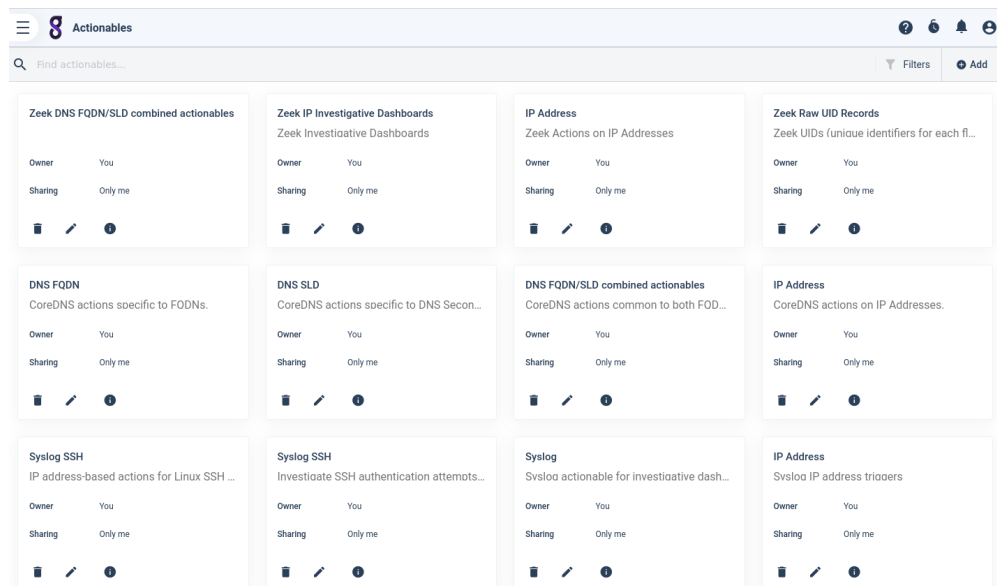 Actionables
Find actionables...
Filters
Add
Zeek DNS FQDN/SLD combined actionables
Owner You
Sharing Only me
Zeek IP Investigative Dashboards
Zeek Investigative Dashboards
Owner You
Sharing Only me
IP Address
Zeek Actions on IP Addresses
Owner You
Sharing Only me
Zeek Raw UID Records
Zeek UIDs (unique identifiers for each fl...
Owner You
Sharing Only me
DNS FQDN
CoreDNS actions specific to FQDNs.
Owner You
Sharing Only me
DNS SLD
CoreDNS actions specific to DNS Secon...
Owner You
Sharing Only me
DNS FQDN/SLD combined actionables
CoreDNS actions common to both FQD...
Owner You
Sharing Only me
IP Address
CoreDNS actions on IP Addresses.
Owner You
Sharing Only me
Syslog SSH
IP address-based actions for Linux SSH ...
Owner You
Sharing Only me
Syslog SSH
Investigate SSH authentication attempts...
Owner You
Sharing Only me
Syslog
Syslog actionable for investigative dash...
Owner You
Sharing Only me
IP Address
Syslog IP address triggers
Owner You
Sharing Only me